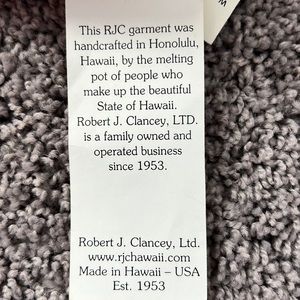 M
This RJC garment was
handcrafted in Honolulu,
Hawaii, by the melting
pot of people who
make up the beautiful
State of Hawaii.
Robert J. Clancey, LTD.
is a family owned and
operated business
since 1953.
Robert J. Clancey, Ltd.
www.rjchawaii.com
Made in Hawaii – USA
Est. 1953